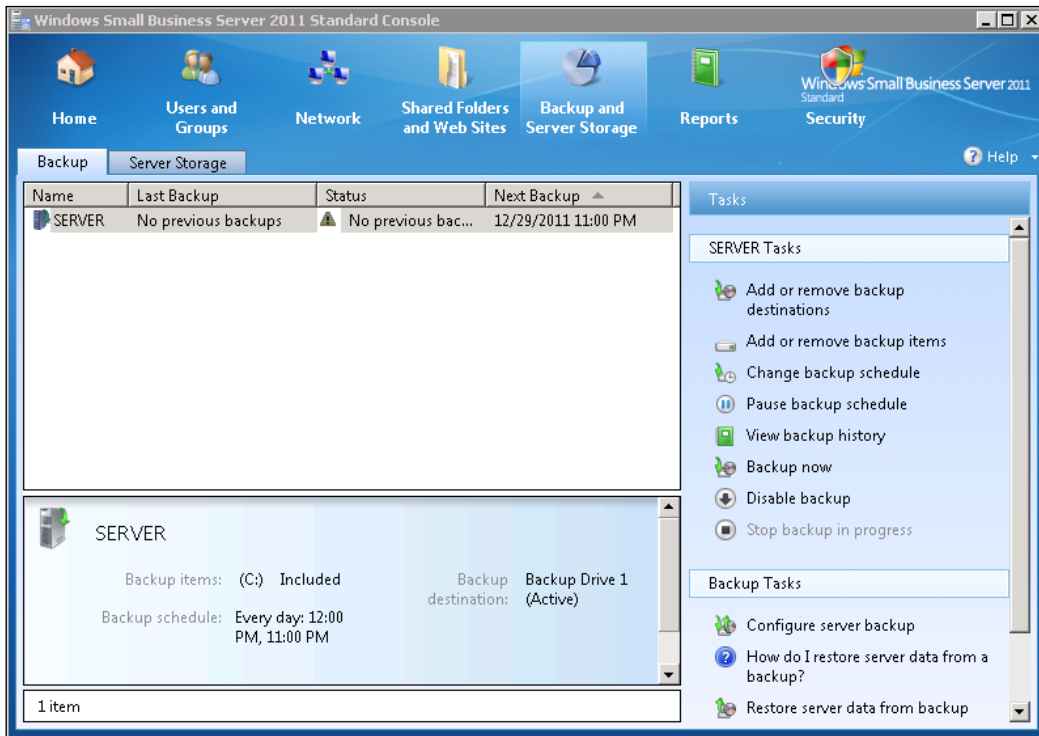 Windows Small Business Server 2011 Standard Console
Home
Users and
Groups
Network
Shared Folders
and Web Sites
Backup and
Server Storage
Reports
Security
Windows Small Business Server 2011
Standard
Backup
Server Storage
Help
Name Last Backup Status Next Backup
SERVER No previous backups No previous bac... 12/29/2011 11:00 PM
SERVER
Backup items: (C:) Included
Backup schedule: Every day: 12:00
PM, 11:00 PM
Backup
destination:
Backup Drive 1
(Active)
1 item
Tasks
SERVER Tasks
Add or remove backup
destinations
Add or remove backup items
Change backup schedule
Pause backup schedule
View backup history
Backup now
Disable backup
Stop backup in progress
Backup Tasks
Configure server backup
How do I restore server data from a
backup?
Restore server data from backup